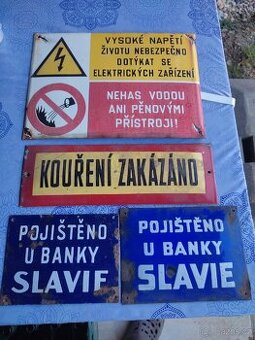 VYSOKÉ NAPĚTÍ
ŽIVOTU NEBEZPEČNO
DOTÝKAT SE
ELEKTRICKÝCH ZAŘÍZENÍ
NEHAS VODOU
ANI PĚNOVÝMI
PŘÍSTROJI!
KOUŘENÍ ZAKÁZÁNO
POJIŠTĚNO
U BANKY
SLAVIE
POJIŠTĚNO
U BANKY
SLAVIE